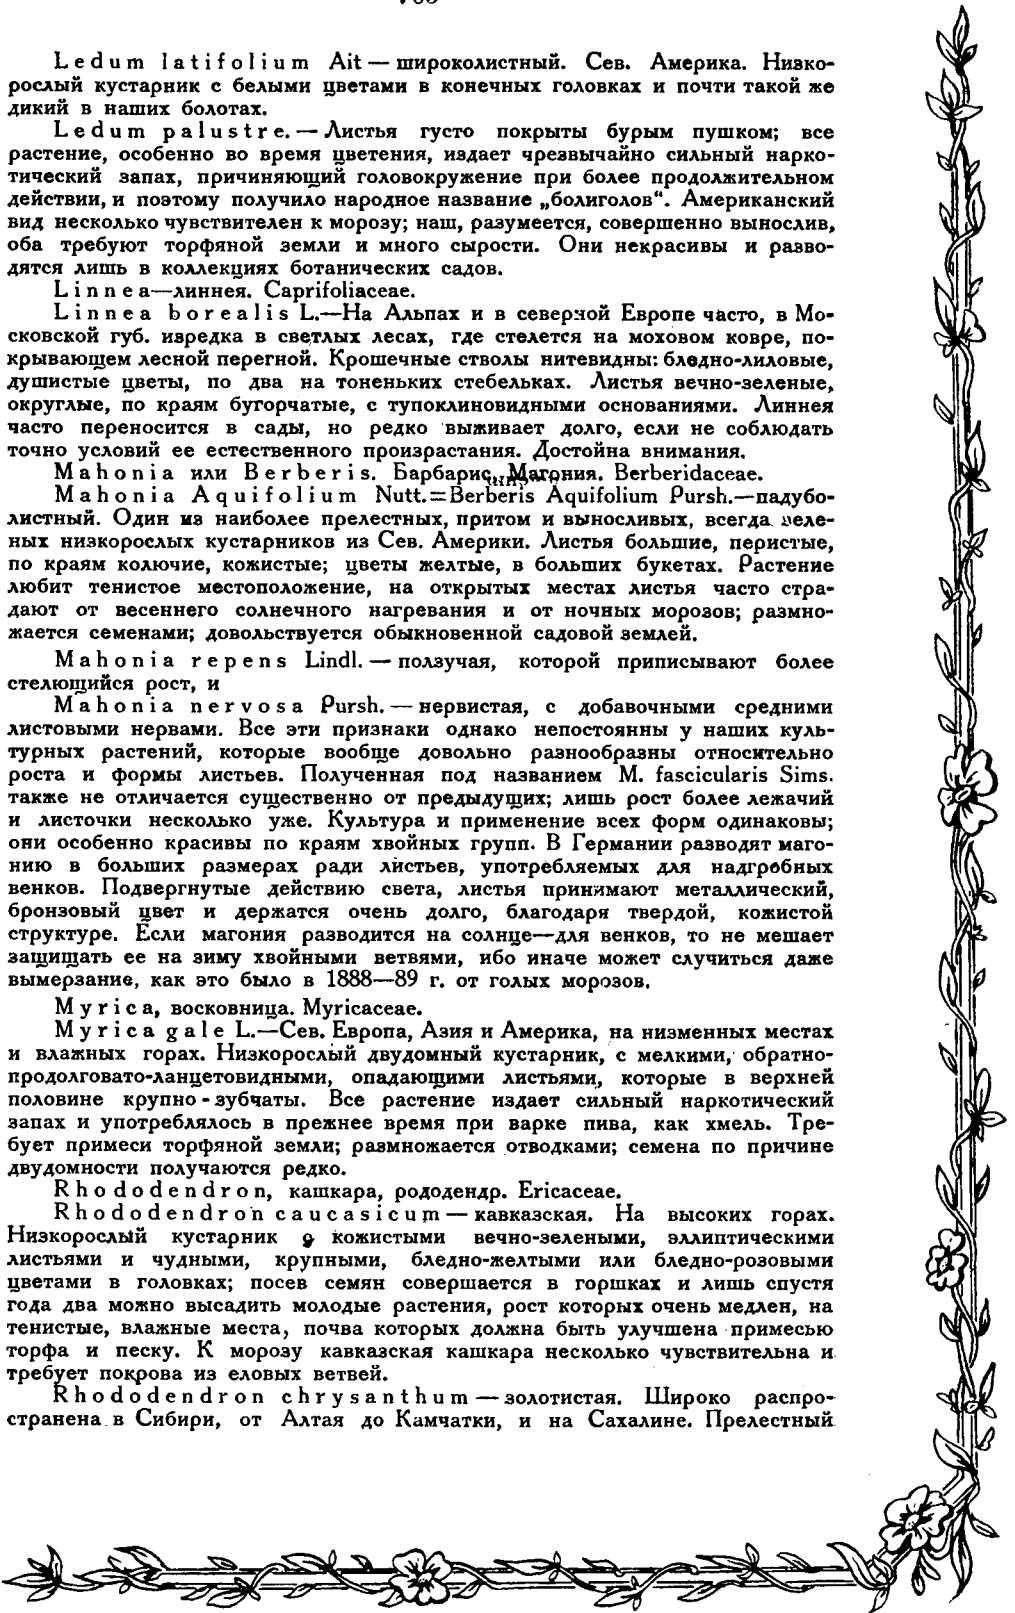 Ledum latifolium Ait — широколистный. Сев. Америка. Низко-
рослый кустарник с белыми цветами в конечных головках и почти такой же
дикий в наших болотах.
Ledum palustre. — Листья густо покрыты бурым пушком; все
растение, особенно во время цветения, издает чрезвычайно сильный нарко-
тический запах, причиняющий головокружение при более продолжительном
действии, и поэтому получило народное название „болиголов“. Американский
вид несколько чувствителен к морозу; наш, разумеется, совершенно вынослив,
оба требуют торфяной земли и много сырости. Они некрасивы и разво-
дятся лишь в коллекциях ботанических садов.
Linnea—линнея. Caprifoliaceae.
Linnea borealis L.—На Альпах и в северной Европе часто, в Мо-
сковской губ. изредка в светлых лесах, где стелется на моховом ковре, по-
крывающем лесной перегной. Крошечные стволы нитевидны: бледно-лиловые,
душистые цветы, по два на тоненьких стебельках. Листья вечно-зеленые,
округлые, по краям бугорчатые, с тупоклиновидными основаниями. Линнея
часто переносится в сады, но редко выживает долго, если не соблюдать
точно условий ее естественного произрастания. Достойна внимания.
Mahonia или Berberis. Барбарис, Магония. Berberidaceae.
Mahonia Aquifolium Nutt.=Berberis Aquifolium Pursh.—падубо-
листный. Один из наиболее прелестных, притом и выносливых, всегда зеле-
ных низкорослых кустарников из Сев. Америки. Листья большие, перистые,
по краям колючие, кожистые; цветы желтые, в больших букетах. Растение
любит тенистое местоположение, на открытых местах листья часто стра-
дают от весеннего солнечного нагревания и от ночных морозов; размно-
жается семенами; довольствуется обыкновенной садовой землей.
Mahonia repens Lindl. — ползучая, которой приписывают более
стелющийся рост, и
Mahonia nervosa Pursh. — нервистая, с добавочными средними
листовыми нервами. Все эти признаки однако непостоянны у наших куль-
турных растений, которые вообще довольно разнообразны относительно
роста и формы листьев. Полученная под названием M. fascicularis Sims.
также не отличается существенно от предыдущих; лишь рост более лежачий
и листочки несколько уже. Культура и применение всех форм одинаковы;
они особенно красивы по краям хвойных групп. В Германии разводят маго-
нию в больших размерах ради листьев, употребляемых для надгробных
венков. Подвергнутые действию света, листья принимают металлический,
бронзовый цвет и держатся очень долго, благодаря твердой, кожистой
структуре. Если магония разводится на солнце—для венков, то не мешает
защищать ее на зиму хвойными ветвями, ибо иначе может случиться даже
вымерзание, как это было в 1888—89 г. от голых морозов.
Myrica, восковница. Myricaceae.
Myrica gale L.—Сев. Европа, Азия и Америка, на низменных местах
и влажных горах. Низкорослый двудомный кустарник, с мелкими, обратно-
продолговато-ланцетовидными, опадающими листьями, которые в верхней
половине крупно-зубчаты. Все растение издает сильный наркотический
запах и употреблялось в прежнее время при варке пива, как хмель. Тре-
бует примеси торфяной земли; размножается отводками; семена по причине
двудомности получаются редко.
Rhododendron, кашкара, рододендр. Ericaceae.
Rhododendron caucasicum — кавказская. На высоких горах.
Низкорослый кустарник с кожистыми вечно-зелеными, эллиптическими
листьями и чудными, крупными, бледно-желтыми или бледно-розовыми
цветами в головках; посев семян совершается в горшках и лишь спустя
года два можно высадить молодые растения, рост которых очень медлен, на
тенистые, влажные места, почва которых должна быть улучшена примесью
торфа и песку. К морозу кавказская кашкара несколько чувствительна и
требует покрова из еловых ветвей.
Rhododendron chrysanthum — золотистая. Широко распро-
странена в Сибири, от Алтая до Камчатки, и на Сахалине. Прелестный